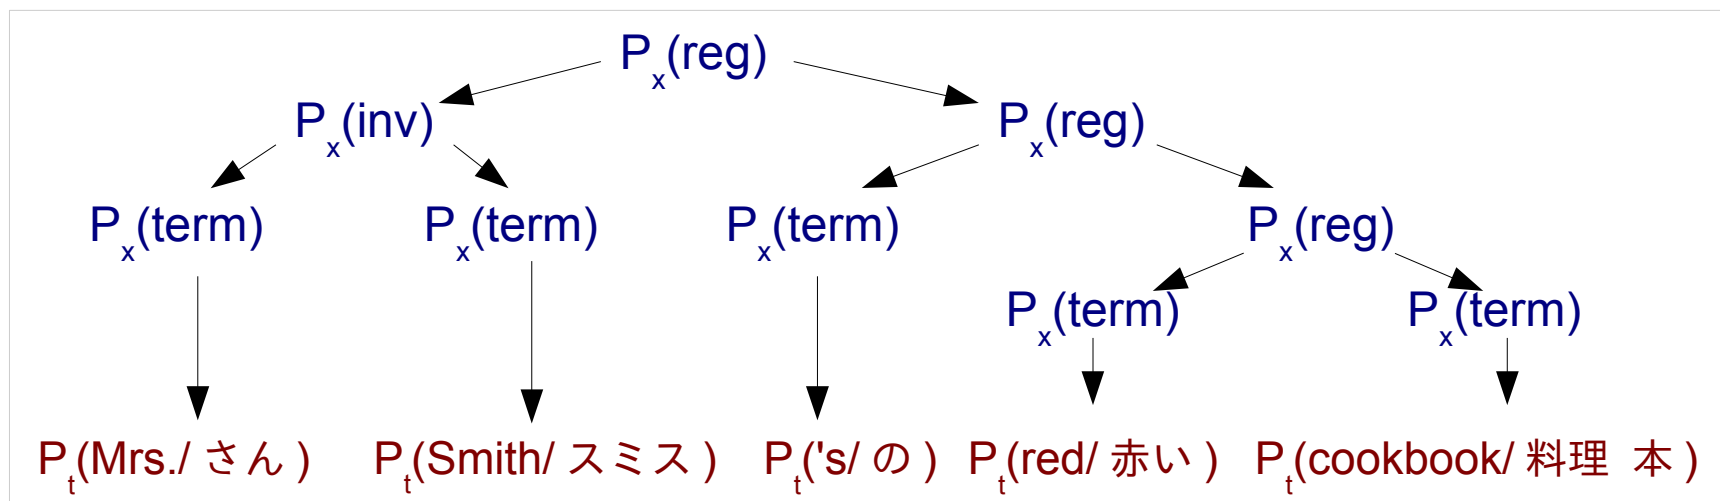 Px(reg)
Px(inv) Px(reg)
Px(term) Px(term) Px(term) Px(reg)
Px(term) Px(term)
Pt(Mrs./ さん ) Pt(Smith/ スミス ) Pt('s/ の ) Pt(red/ 赤い ) Pt(cookbook/ 料理 本 )